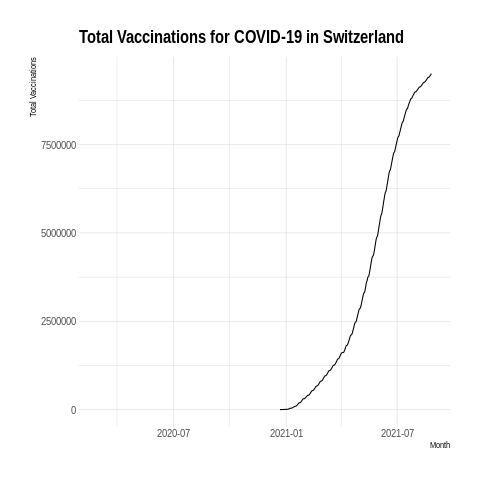 Total Vaccinations for COVID-19 in Switzerland
Total Vaccinations
7500000
5000000
2500000
0
2020-07 2021-01 2021-07
Month